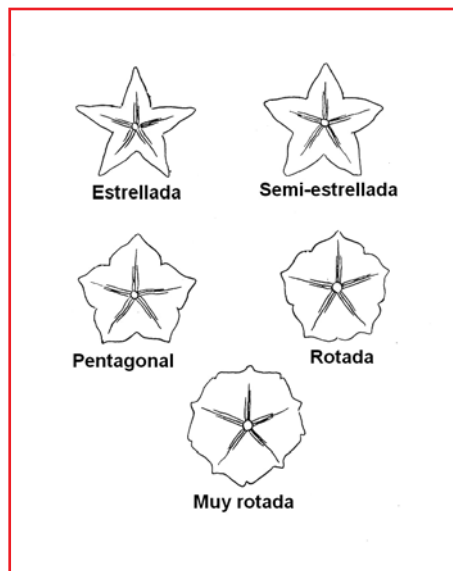 Estrellada
Semi-estrellada
Pentagonal
Rotada
Muy rotada